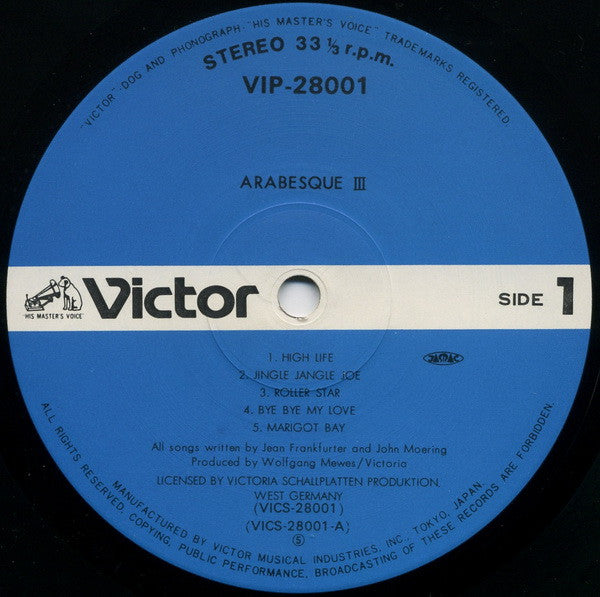 "VICTOR"-DOG AND PHONOGRAPH-"HIS MASTER'S VOICE" TRADEMARKS REGISTERED.
STEREO 33 ⅓ r.p.m.
VIP-28001
ARABESQUE III
"HIS MASTER'S VOICE"
Victor
SIDE 1
1. HIGH LIFE
2. JINGLE JANGLE JOE
JASRAC
3. ROLLER STAR
4. BYE BYE MY LOVE
5. MARIGOT BAY
All songs written by Jean Frankfurter and John Moering
Produced by Wolfgang Mewes/Victoria
LICENSED BY VICTORIA SCHALLPLATTEN PRODUKTION.
WEST GERMANY
(VICS-28001)
(VICS-28001-A)
Ⓢ
MANUFACTURED BY VICTOR MUSICAL INDUSTRIES, INC., TOKYO, JAPAN.
ALL RIGHTS RESERVED. COPYING, PUBLIC PERFORMANCE, BROADCASTING OF THESE RECORDS ARE FORBIDDEN.